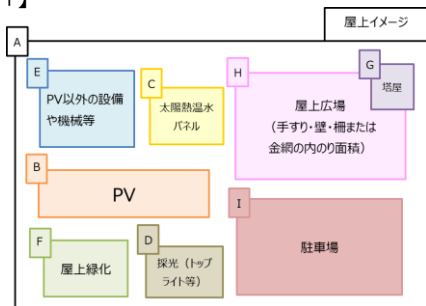 】
屋上イメージ
A
E
PV以外の設備
や機械等
C
太陽熱温水
パネル
H
屋上広場
（手すり・壁・柵または
金網の内のり面積）
G
塔屋
B
PV
I
駐車場
F
屋上緑化
D
採光（トップ
ライト等）